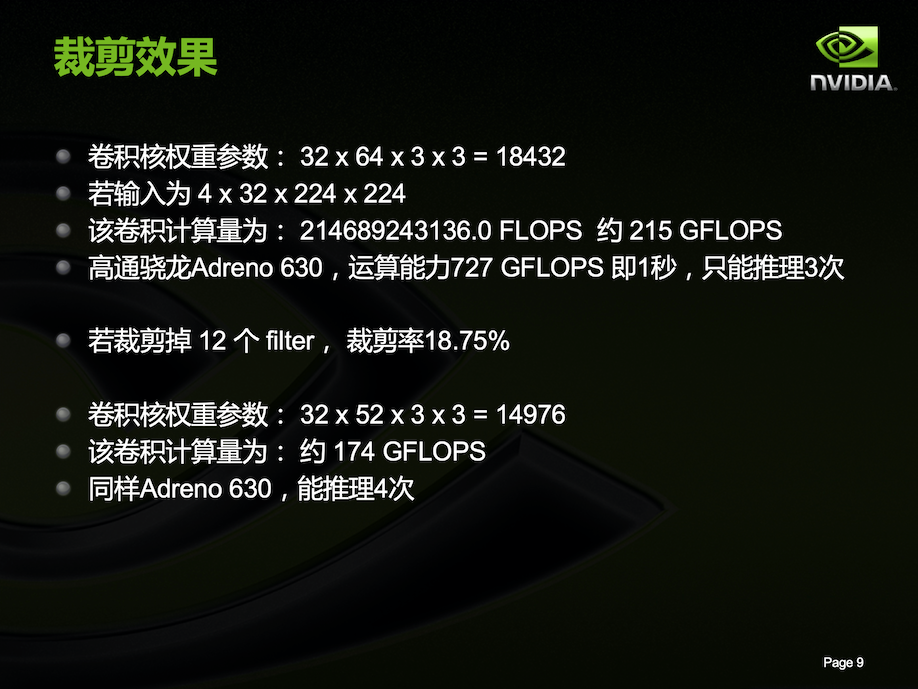 裁剪效果
NVIDIA.
卷积核权重参数： 32 x 64 x 3 x 3 = 18432
若输入为 4 x 32 x 224 x 224
该卷积计算量为： 214689243136.0 FLOPS 约 215 GFLOPS
高通骁龙Adreno 630，运算能力727 GFLOPS 即1秒，只能推理3次
若裁剪掉 12 个 filter， 裁剪率18.75%
卷积核权重参数： 32 x 52 x 3 x 3 = 14976
该卷积计算量为： 约 174 GFLOPS
同样Adreno 630，能推理4次
Page 9